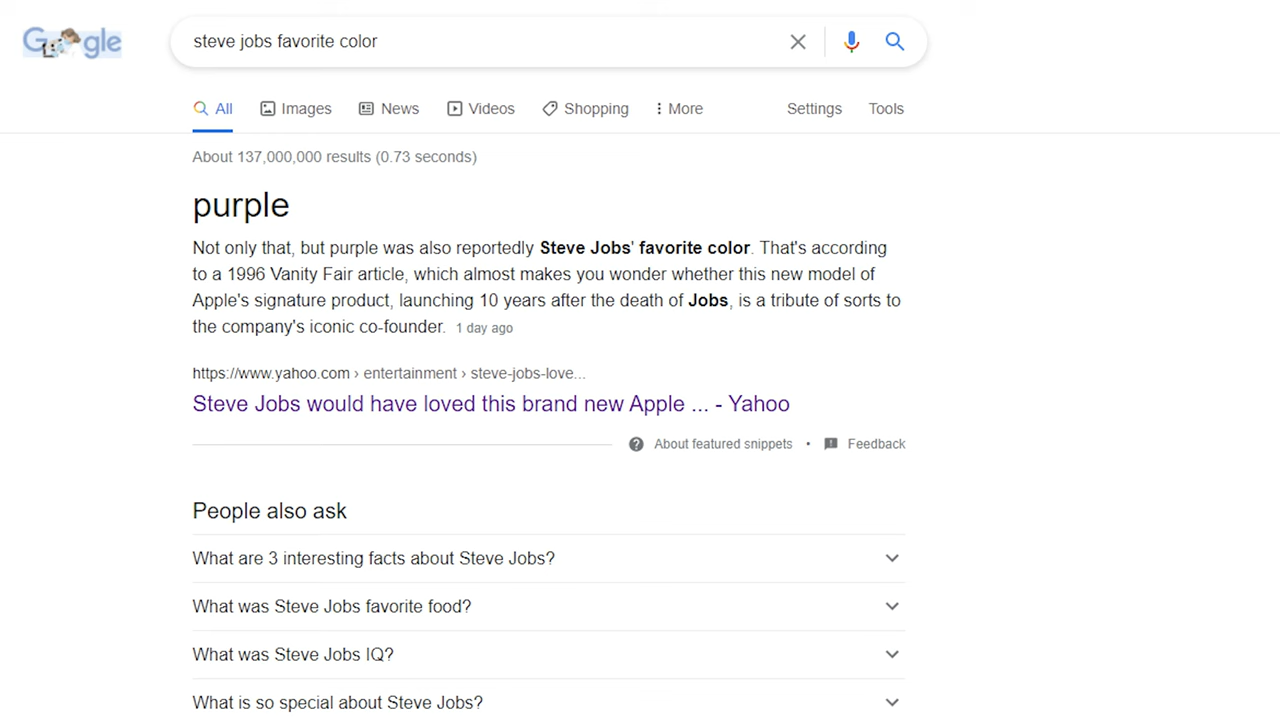 Google
steve jobs favorite color
All Images News Videos Shopping More Settings Tools
About 137,000,000 results (0.73 seconds)
purple
Not only that, but purple was also reportedly Steve Jobs' favorite color. That's according
to a 1996 Vanity Fair article, which almost makes you wonder whether this new model of
Apple's signature product, launching 10 years after the death of Jobs, is a tribute of sorts to
the company's iconic co-founder. 1 day ago
https://www.yahoo.com › entertainment › steve-jobs-love...
Steve Jobs would have loved this brand new Apple ... - Yahoo
About featured snippets • Feedback
People also ask
What are 3 interesting facts about Steve Jobs?
What was Steve Jobs favorite food?
What was Steve Jobs IQ?
What is so special about Steve Jobs?